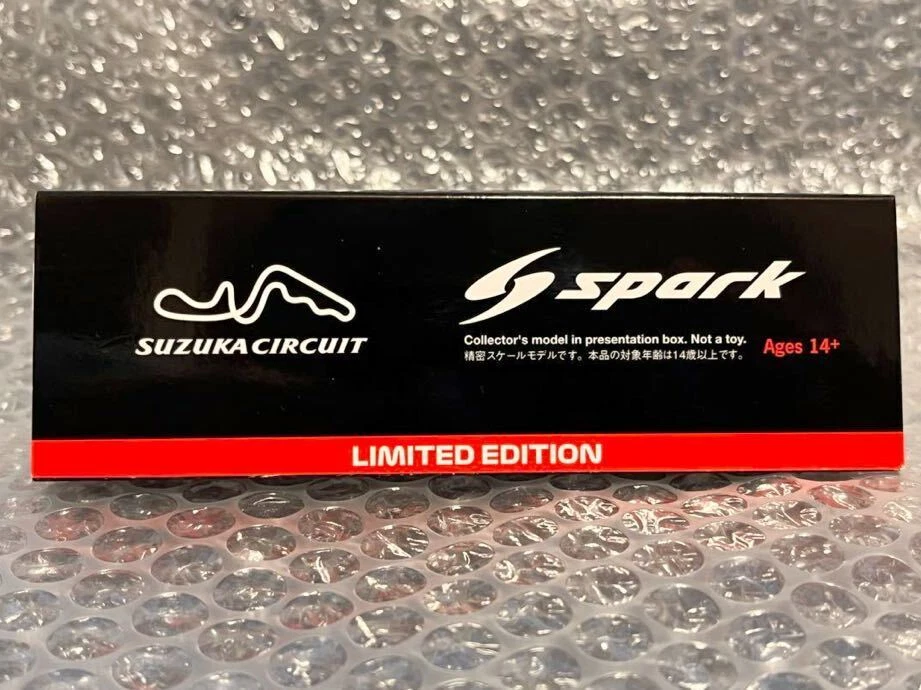 SUZUKA CIRCUIT
spark
Collector's model in presentation box. Not a toy.
精密スケールモデルです。本品の対象年齢は14歳以上です。
Ages 14+
LIMITED EDITION